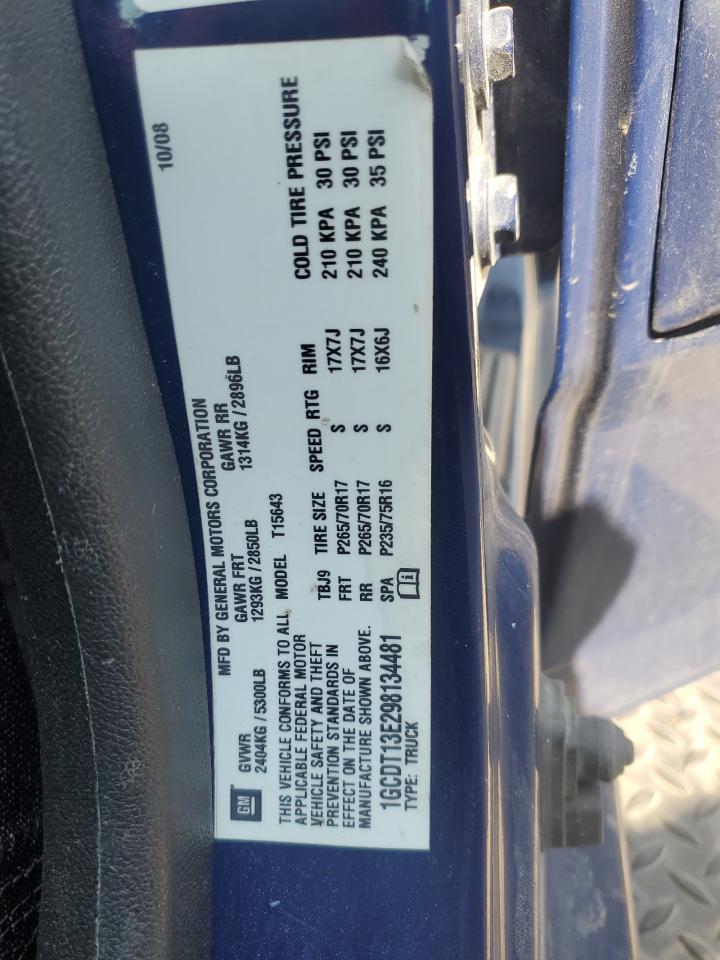 MFD BY GENERAL MOTORS CORPORATION 10/08
GM GVWR GAWR FRT GAWR RR
2404KG / 5300LB 1293KG / 2850LB 1314KG / 2896LB
THIS VEHICLE CONFORMS TO ALL
APPLICABLE FEDERAL MOTOR
VEHICLE SAFETY AND THEFT
PREVENTION STANDARDS IN
EFFECT ON THE DATE OF
MANUFACTURE SHOWN ABOVE.
1GCDT13E298134481
TYPE: TRUCK
MODEL T15643
TBJ9 TIRE SIZE SPEED RTG RIM COLD TIRE PRESSURE
FRT P265/70R17 S 17X7J 210 KPA 30 PSI
RR P265/70R17 S 17X7J 210 KPA 30 PSI
SPA P235/75R16 S 16X6J 240 KPA 35 PSI